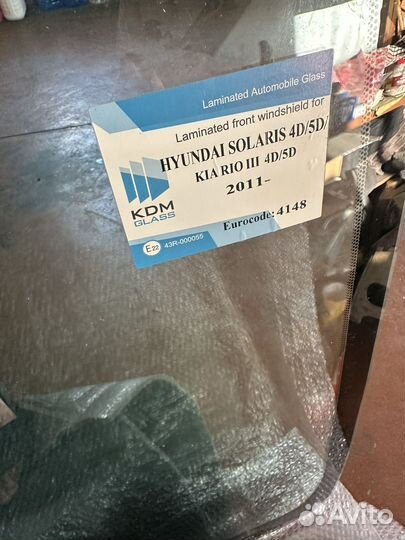 Laminated Automobile Glass
Laminated front windshield for
HYUNDAI SOLARIS 4D/5D/
KIA RIO III 4D/5D
2011-
KDM
GLASS
Eurocode: 4148
E22 43R-000055
Avito